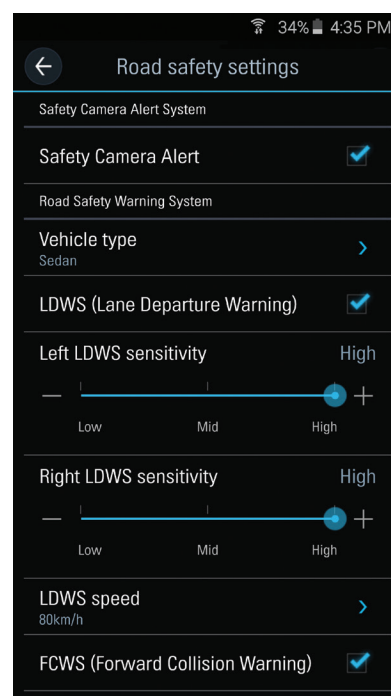 34% 4:35 PM
Road safety settings
Safety Camera Alert System
Safety Camera Alert
Road Safety Warning System
Vehicle type
Sedan
LDWS (Lane Departure Warning)
Left LDWS sensitivity High
Low Mid High
Right LDWS sensitivity High
Low Mid High
LDWS speed
80km/h
FCWS (Forward Collision Warning)